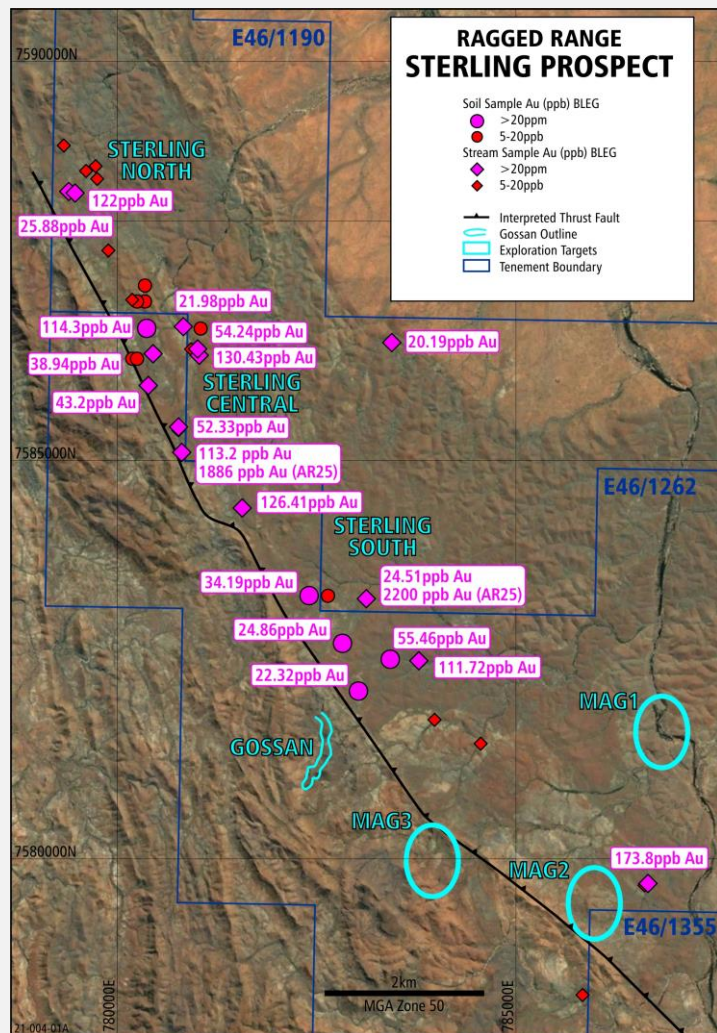 7590000N
E46/1190
RAGGED RANGE
STERLING PROSPECT
Soil Sample Au (ppb) BLEG
>20ppm
5-20ppb
Stream Sample Au (ppb) BLEG
>20ppm
5-20ppb
Interpreted Thrust Fault
Gossan Outline
Exploration Targets
Tenement Boundary
STERLING
NORTH
122ppb Au
25.88ppb Au
21.98ppb Au
114.3ppb Au
54.24ppb Au
20.19ppb Au
38.94ppb Au
130.43ppb Au
STERLING
CENTRAL
43.2ppb Au
52.33ppb Au
7585000N
113.2 ppb Au
1886 ppb Au (AR25)
E46/1262
126.41ppb Au
STERLING
SOUTH
34.19ppb Au
24.51ppb Au
2200 ppb Au (AR25)
24.86ppb Au
55.46ppb Au
111.72ppb Au
22.32ppb Au
MAG1
GOSSAN
MAG3
7580000N
MAG2
173.8ppb Au
E46/1355
780000E
2km
MGA Zone 50
785000E
21-004-01A